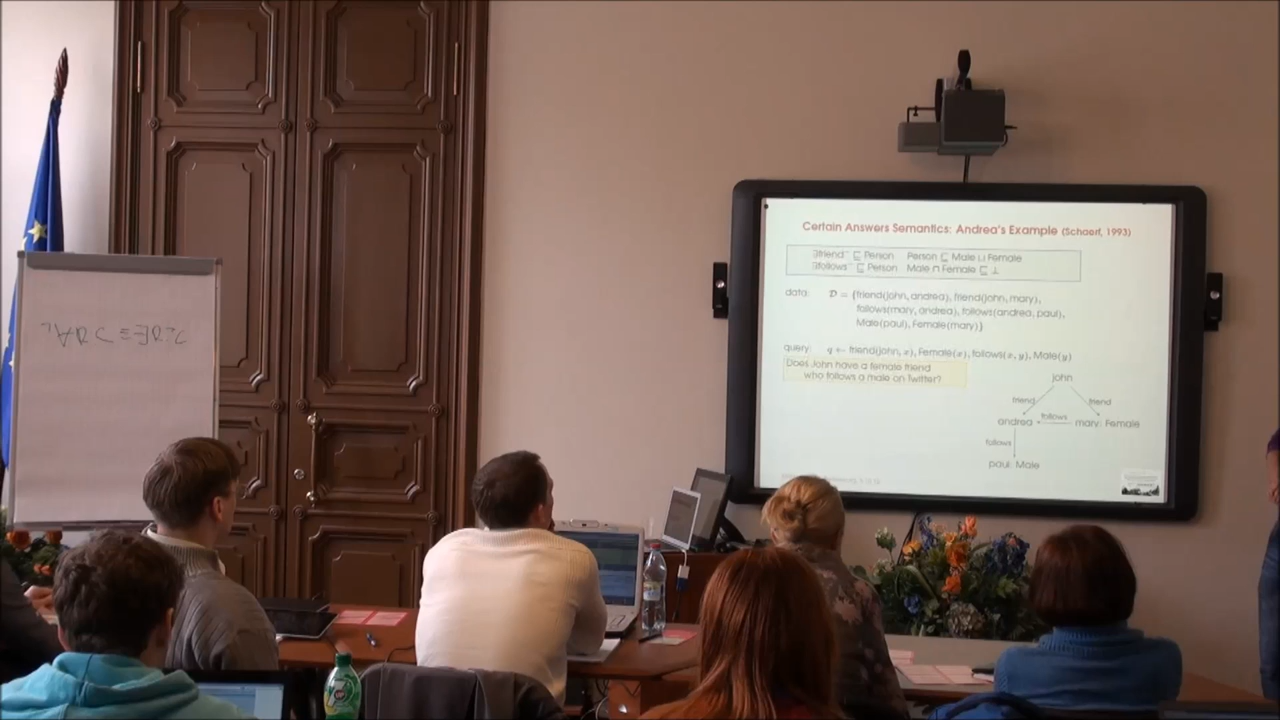 ¬∀R.C ≡ ∃R.¬C
Certain Answers Semantics: Andrea's Example (Schaerf, 1993)
∃friend⁻ ⊑ Person Person ⊑ Male ⊔ Female
∃follows⁻ ⊑ Person Male ⊓ Female ⊑ ⊥
data: D = {friend(john, andrea), friend(john, mary),
follows(mary, andrea), follows(andrea, paul),
Male(paul), Female(mary)}
query: q ← friend(john, x), Female(x), follows(x, y), Male(y)
Does John have a female friend
who follows a male on Twitter?
john
friend friend
follows
andrea mary: Female
follows
paul: Male